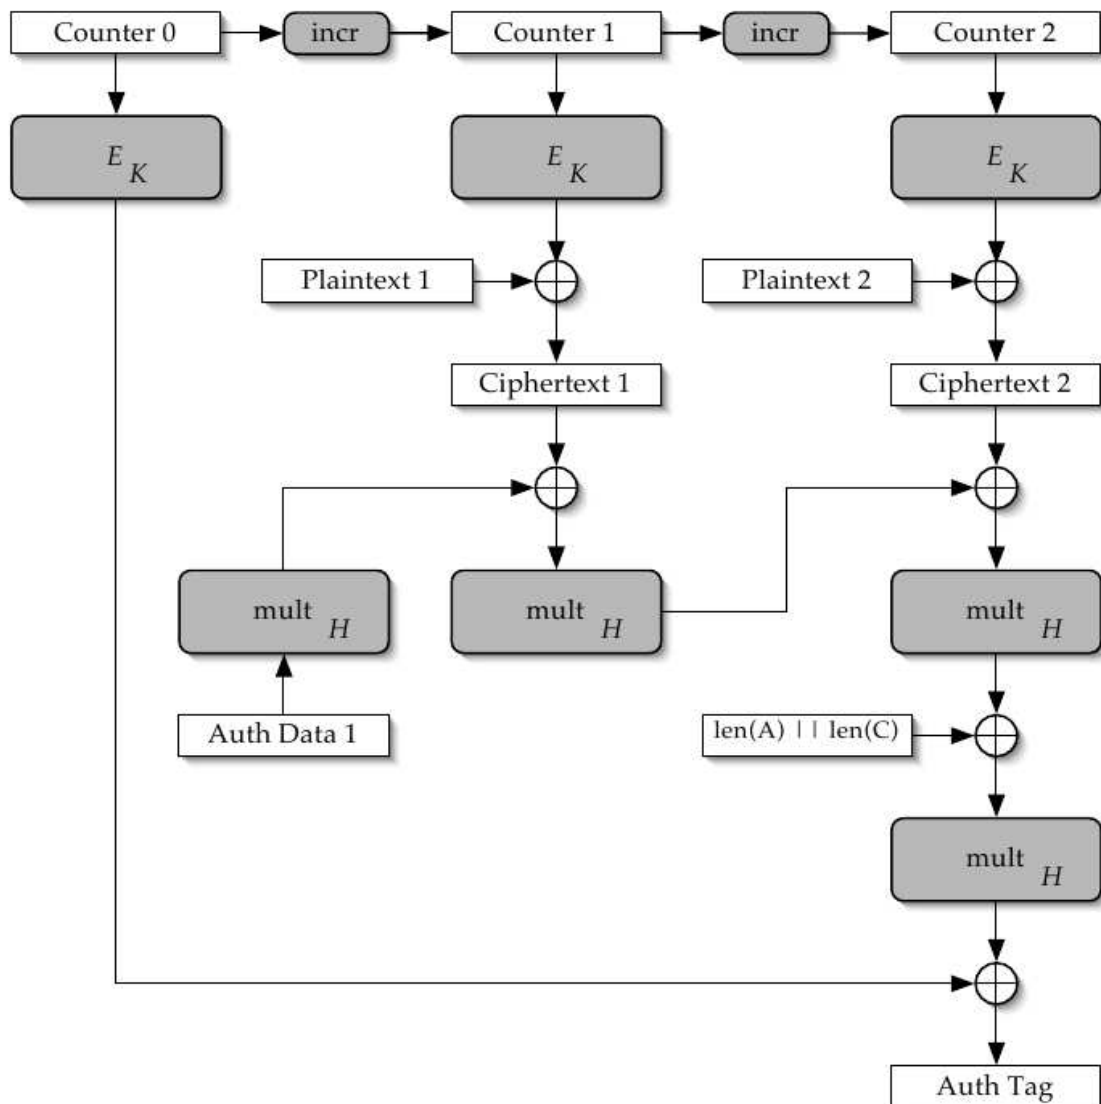 Counter 0
incr
Counter 1
incr
Counter 2
E K
E K
E K
Plaintext 1
Plaintext 2
Ciphertext 1
Ciphertext 2
mult H
mult H
mult H
Auth Data 1
len(A) || len(C)
mult H
Auth Tag